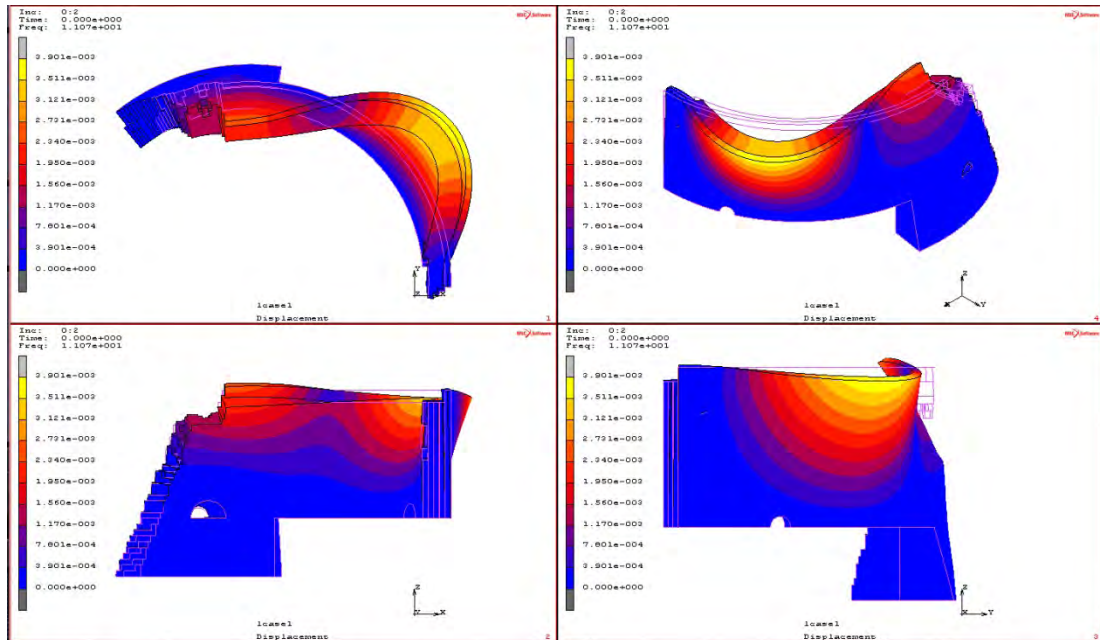 Inc: 0:2
Time: 0.000e+000
Freq: 1.107e+001
3.901e-003
3.511e-003
3.121e-003
2.731e-003
2.340e-003
1.950e-003
1.560e-003
1.170e-003
7.801e-004
3.901e-004
0.000e+000
Y
Z X
lcase1
Displacement
1
Inc: 0:2
Time: 0.000e+000
Freq: 1.107e+001
3.901e-003
3.511e-003
3.121e-003
2.731e-003
2.340e-003
1.950e-003
1.560e-003
1.170e-003
7.801e-004
3.901e-004
0.000e+000
Z
X Y
lcase1
Displacement
4
Inc: 0:2
Time: 0.000e+000
Freq: 1.107e+001
3.901e-003
3.511e-003
3.121e-003
2.731e-003
2.340e-003
1.950e-003
1.560e-003
1.170e-003
7.801e-004
3.901e-004
0.000e+000
Z
Y X
lcase1
Displacement
2
Inc: 0:2
Time: 0.000e+000
Freq: 1.107e+001
3.901e-003
3.511e-003
3.121e-003
2.731e-003
2.340e-003
1.950e-003
1.560e-003
1.170e-003
7.801e-004
3.901e-004
0.000e+000
Z
X Y
lcase1
Displacement
3